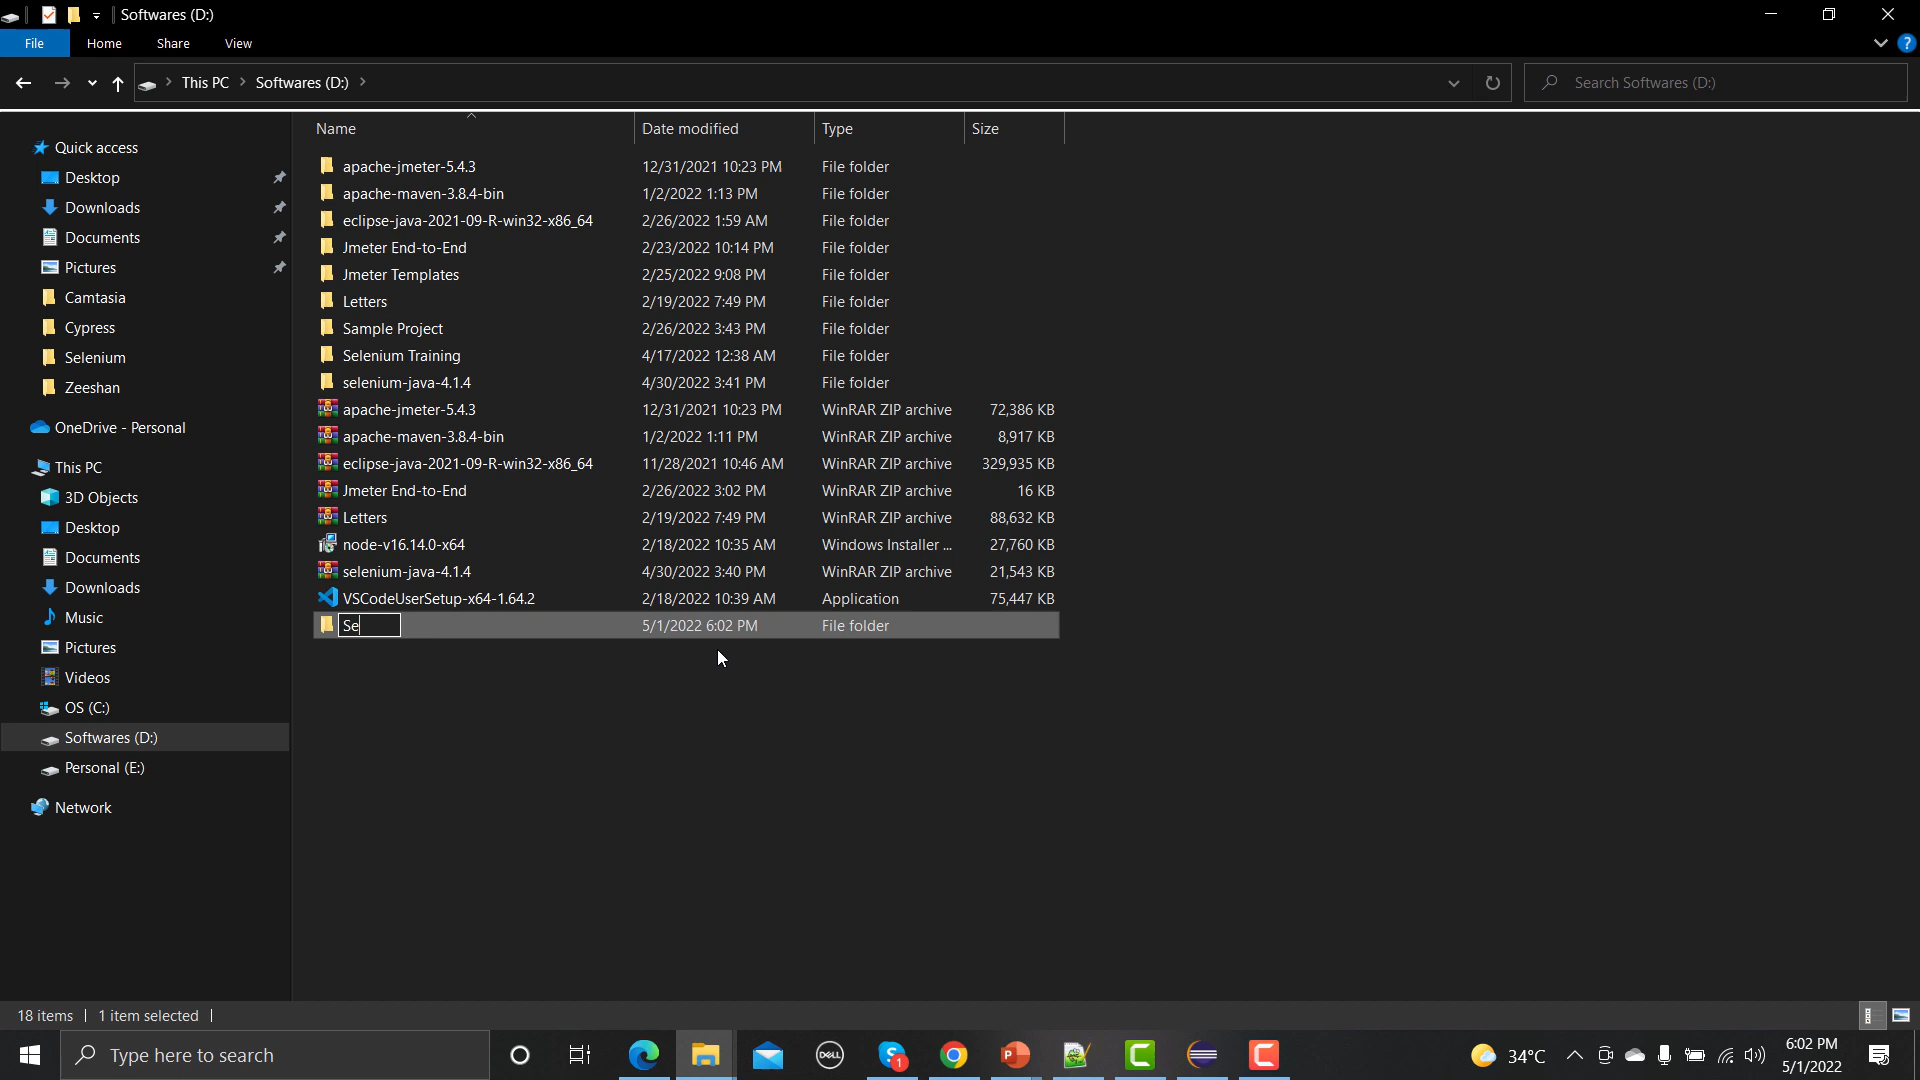 Softwares (D:)
File Home Share View
This PC Softwares (D:) Search Softwares (D:)
Name Date modified Type Size
Quick access
Desktop
Downloads
Documents
Pictures
Camtasia
Cypress
Selenium
Zeeshan
OneDrive - Personal
This PC
3D Objects
Desktop
Documents
Downloads
Music
Pictures
Videos
OS (C:)
Softwares (D:)
Personal (E:)
Network
apache-jmeter-5.4.3 12/31/2021 10:23 PM File folder
apache-maven-3.8.4-bin 1/2/2022 1:13 PM File folder
eclipse-java-2021-09-R-win32-x86_64 2/26/2022 1:59 AM File folder
Jmeter End-to-End 2/23/2022 10:14 PM File folder
Jmeter Templates 2/25/2022 9:08 PM File folder
Letters 2/19/2022 7:49 PM File folder
Sample Project 2/26/2022 3:43 PM File folder
Selenium Training 4/17/2022 12:38 AM File folder
selenium-java-4.1.4 4/30/2022 3:41 PM File folder
apache-jmeter-5.4.3 12/31/2021 10:23 PM WinRAR ZIP archive 72,386 KB
apache-maven-3.8.4-bin 1/2/2022 1:11 PM WinRAR ZIP archive 8,917 KB
eclipse-java-2021-09-R-win32-x86_64 11/28/2021 10:46 AM WinRAR ZIP archive 329,935 KB
Jmeter End-to-End 2/26/2022 3:02 PM WinRAR ZIP archive 16 KB
Letters 2/19/2022 7:49 PM WinRAR ZIP archive 88,632 KB
node-v16.14.0-x64 2/18/2022 10:35 AM Windows Installer ... 27,760 KB
selenium-java-4.1.4 4/30/2022 3:40 PM WinRAR ZIP archive 21,543 KB
VSCodeUserSetup-x64-1.64.2 2/18/2022 10:39 AM Application 75,447 KB
Se 5/1/2022 6:02 PM File folder
18 items 1 item selected
Type here to search
DELL
1
34°C
6:02 PM
5/1/2022